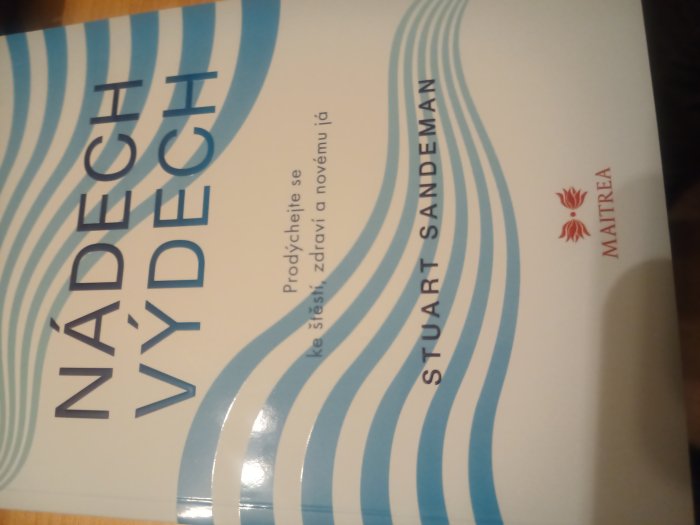 NÁDECH
VÝDECH
Prodýchejte se
ke štěstí, zdraví a novému já
STUART SANDEMAN
MAITREA